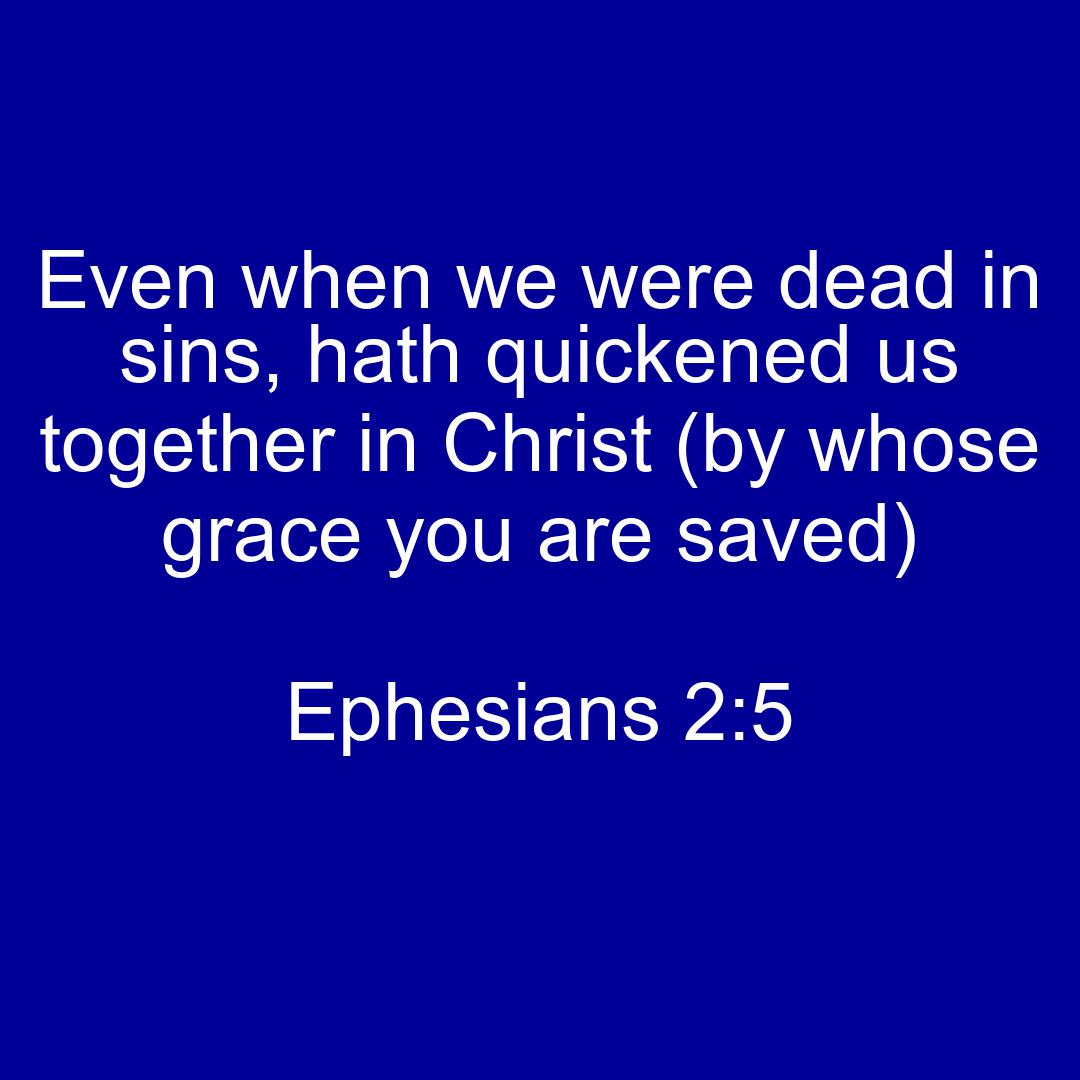 Even when we were dead in
sins, hath quickened us
together in Christ (by whose
grace you are saved)
Ephesians 2:5